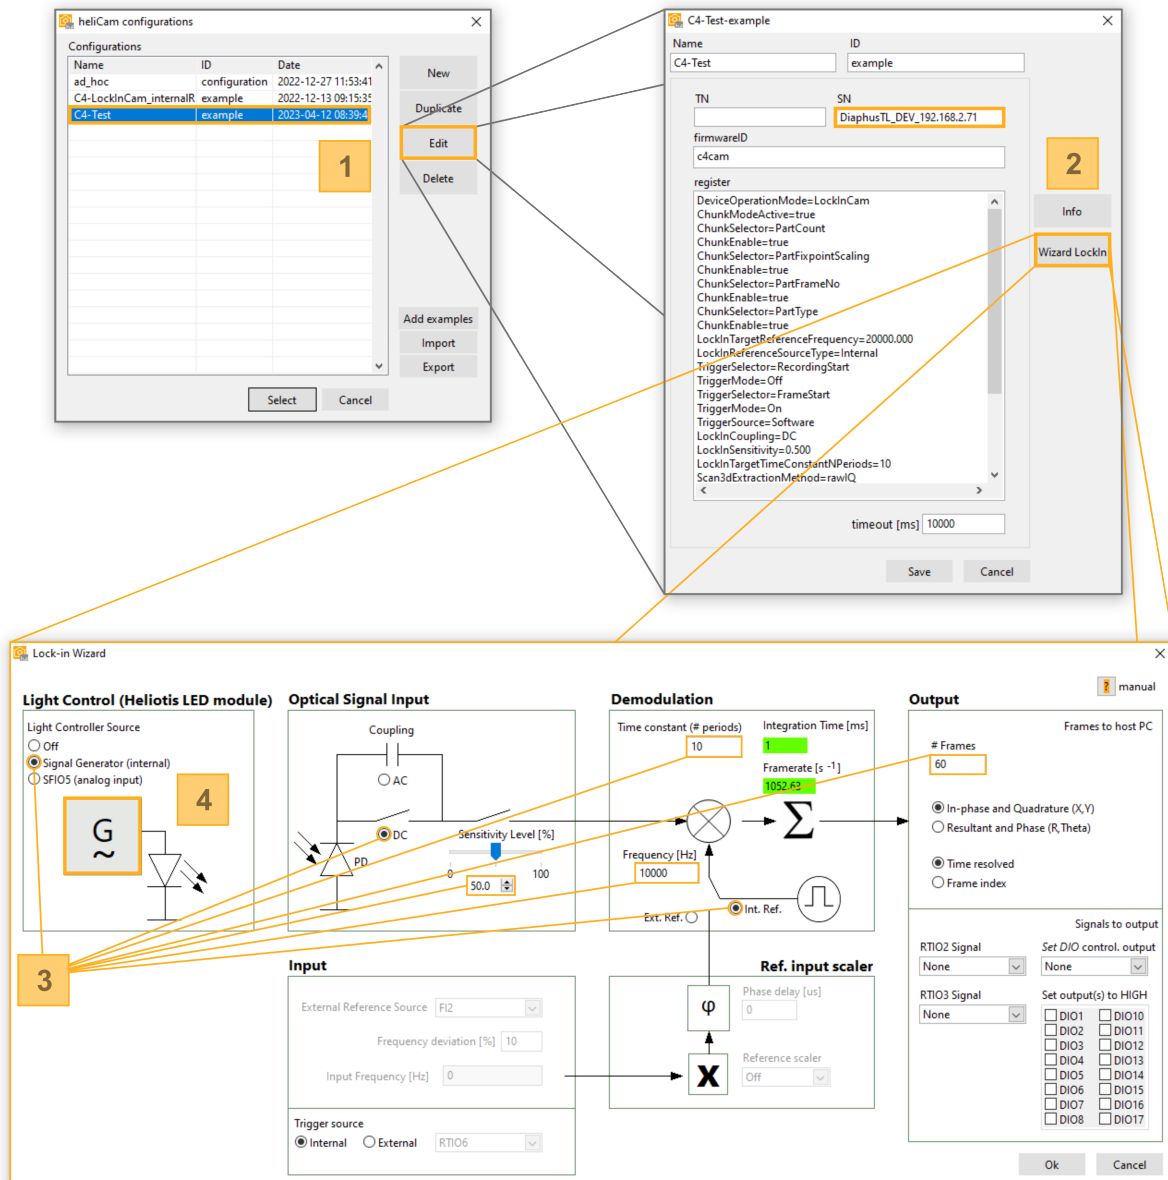 heliCam configurations
Configurations
Name ID Date
ad_hoc configuration 2022-12-27 11:53:41
C4-LockInCam_internalR example 2022-12-13 09:15:35
C4-Test example 2023-04-12 08:39:4
1
New
Duplicate
Edit
Delete
Add examples
Import
Export
Select Cancel
C4-Test-example
Name ID
C4-Test example
TN SN
DiaphusTL_DEV_192.168.2.71
firmwareID
c4cam
register
DeviceOperationMode=LockInCam
ChunkModeActive=true
ChunkSelector=PartCount
ChunkEnable=true
ChunkSelector=PartFixpointScaling
ChunkEnable=true
ChunkSelector=PartFrameNo
ChunkEnable=true
ChunkSelector=PartType
ChunkEnable=true
LockInTargetReferenceFrequency=20000.000
LockInReferenceSourceType=Internal
TriggerSelector=RecordingStart
TriggerMode=Off
TriggerSelector=FrameStart
TriggerMode=On
TriggerSource=Software
LockInCoupling=DC
LockInSensitivity=0.500
LockInTargetTimeConstantNPeriods=10
Scan3dExtractionMethod=rawIQ
timeout [ms] 10000
Save Cancel
2
Info
Wizard LockIn
Lock-in Wizard
manual
Light Control (Heliotis LED module)
Light Controller Source
Off
Signal Generator (internal)
SFIO5 (analog input)
4
G
~
3
Optical Signal Input
Coupling
AC
DC
PD
Sensitivity Level [%]
0 100
50.0
Demodulation
Time constant (# periods)
10
Integration Time [ms]
1
Framerate [s -1]
1052.63
Σ
Frequency [Hz]
10000
Ext. Ref.
Int. Ref.
Output
Frames to host PC
# Frames
60
In-phase and Quadrature (X,Y)
Resultant and Phase (R,Theta)
Time resolved
Frame index
Signals to output
RTIO2 Signal Set DIO control. output
None None
RTIO3 Signal Set output(s) to HIGH
None
DIO1 DIO10
DIO2 DIO11
DIO3 DIO12
DIO4 DIO13
DIO5 DIO14
DIO6 DIO15
DIO7 DIO16
DIO8 DIO17
Input
External Reference Source FI2
Frequency deviation [%] 10
Input Frequency [Hz] 0
Trigger source
Internal External RTIO6
Ref. input scaler
φ
Phase delay [us]
0
X
Reference scaler
Off
Ok Cancel